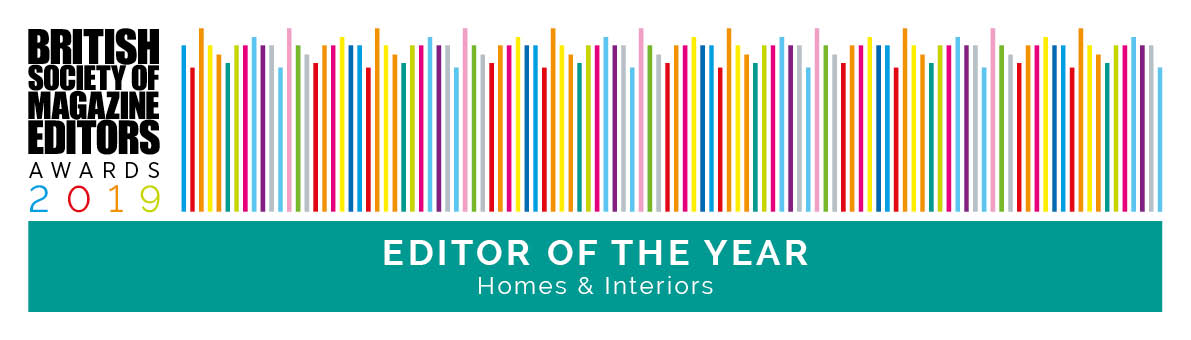 BRITISH
SOCIETY OF
MAGAZINE
EDITORS
AWARDS
2019
EDITOR OF THE YEAR
Homes & Interiors